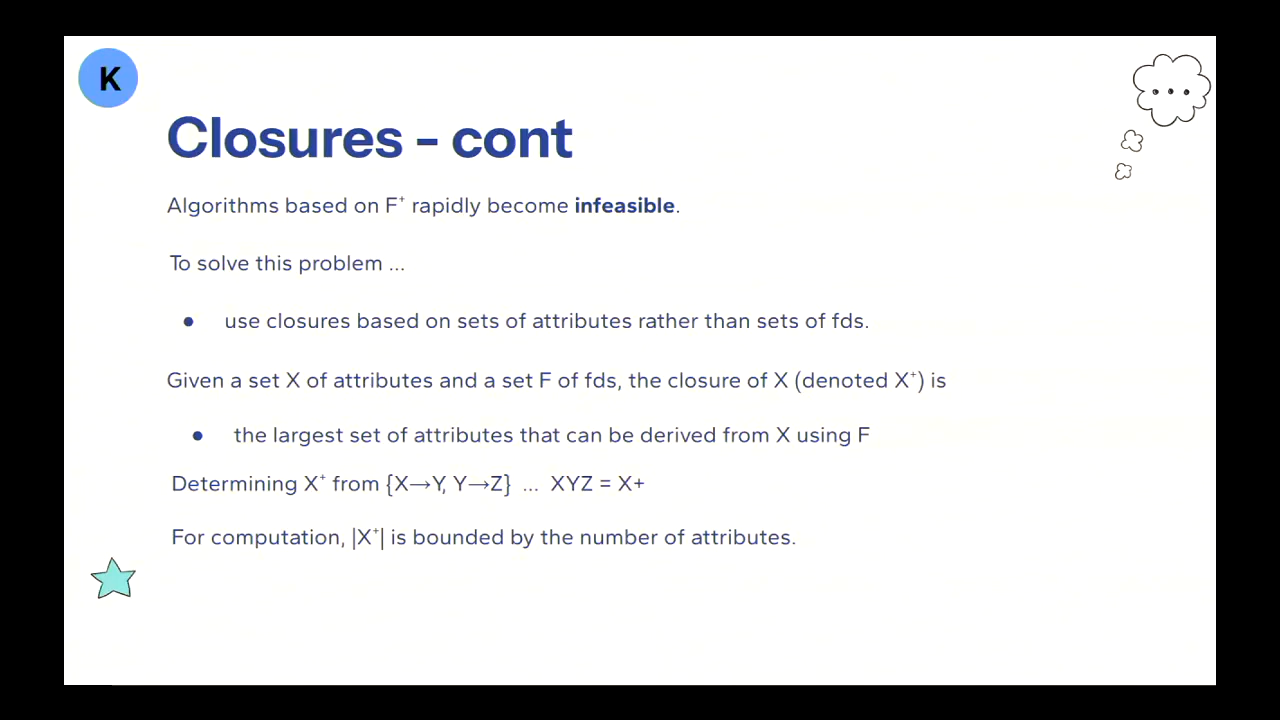 K
Closures - cont
Algorithms based on F⁺ rapidly become infeasible.
To solve this problem ...
● use closures based on sets of attributes rather than sets of fds.
Given a set X of attributes and a set F of fds, the closure of X (denoted X⁺) is
● the largest set of attributes that can be derived from X using F
Determining X⁺ from {X→Y, Y→Z} ... XYZ = X+
For computation, |X⁺| is bounded by the number of attributes.